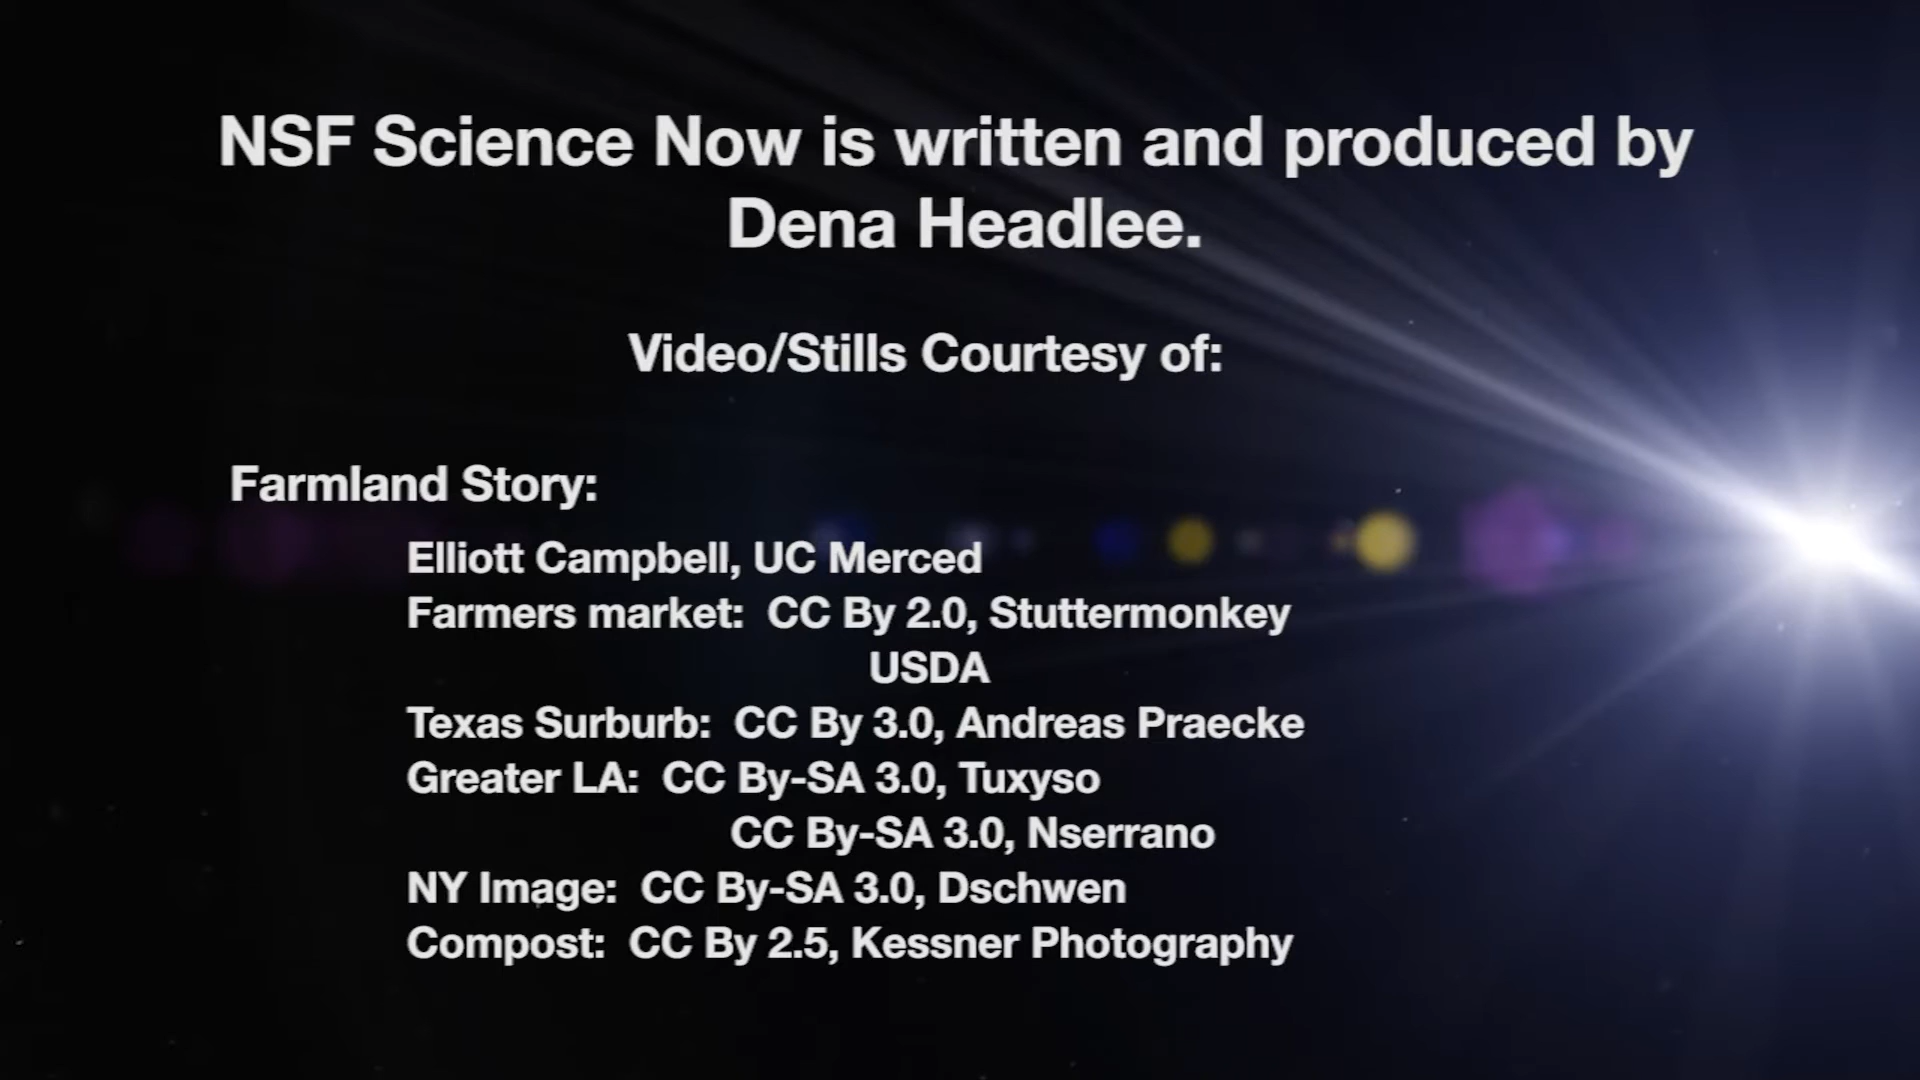 NSF Science Now is written and produced by
Dena Headlee.
Video/Stills Courtesy of:
Farmland Story:
Elliott Campbell, UC Merced
Farmers market:  CC By 2.0, Stuttermonkey
USDA
Texas Surburb:  CC By 3.0, Andreas Praecke
Greater LA:  CC By-SA 3.0, Tuxyso
CC By-SA 3.0, Nserrano
NY Image:  CC By-SA 3.0, Dschwen
Compost:  CC By 2.5, Kessner Photography